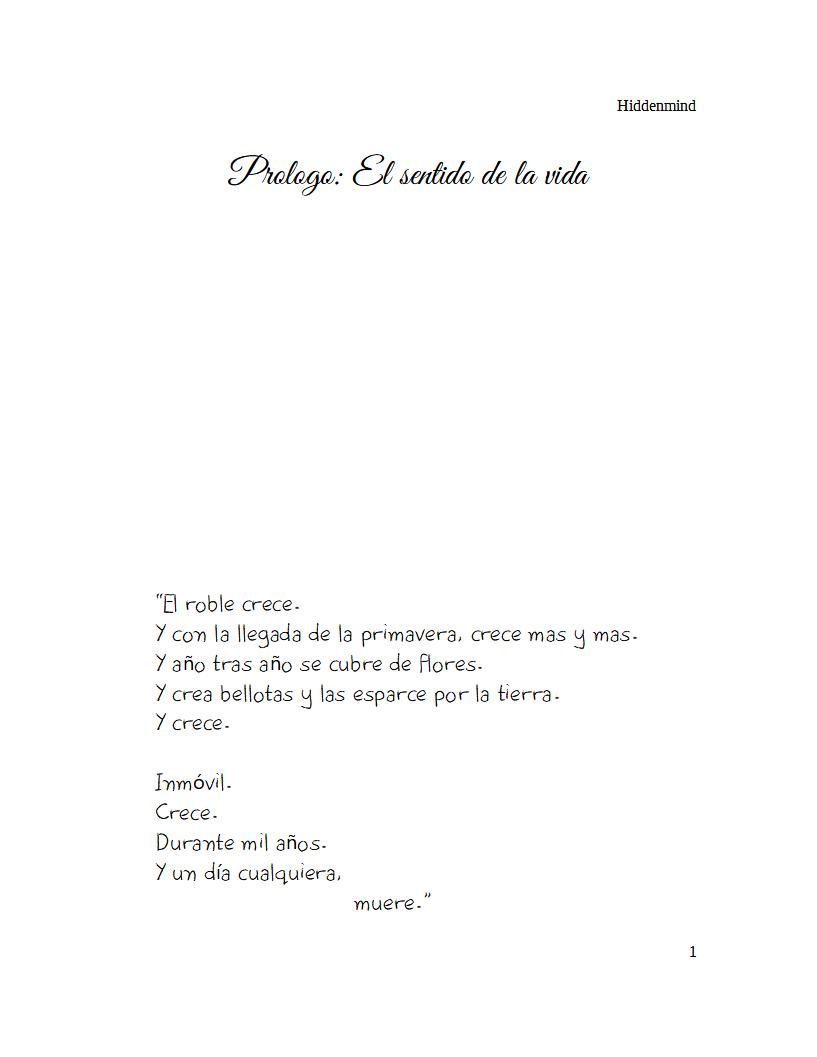 Hiddenmind
Prologo: El sentido de la vida
“El roble crece.
Y con la llegada de la primavera, crece mas y mas.
Y año tras año se cubre de flores.
Y crea bellotas y las esparce por la tierra.
Y crece.
Inmóvil.
Crece.
Durante mil años.
Y un día cualquiera,
muere.”
1